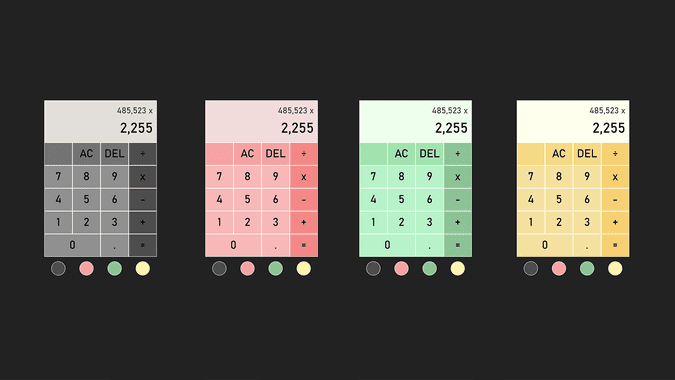 485,523 x
2,255
AC DEL ÷
7 8 9 x
4 5 6 -
1 2 3 +
0 . =
485,523 x
2,255
AC DEL ÷
7 8 9 x
4 5 6 -
1 2 3 +
0 . =
485,523 x
2,255
AC DEL ÷
7 8 9 x
4 5 6 -
1 2 3 +
0 . =
485,523 x
2,255
AC DEL ÷
7 8 9 x
4 5 6 -
1 2 3 +
0 . =